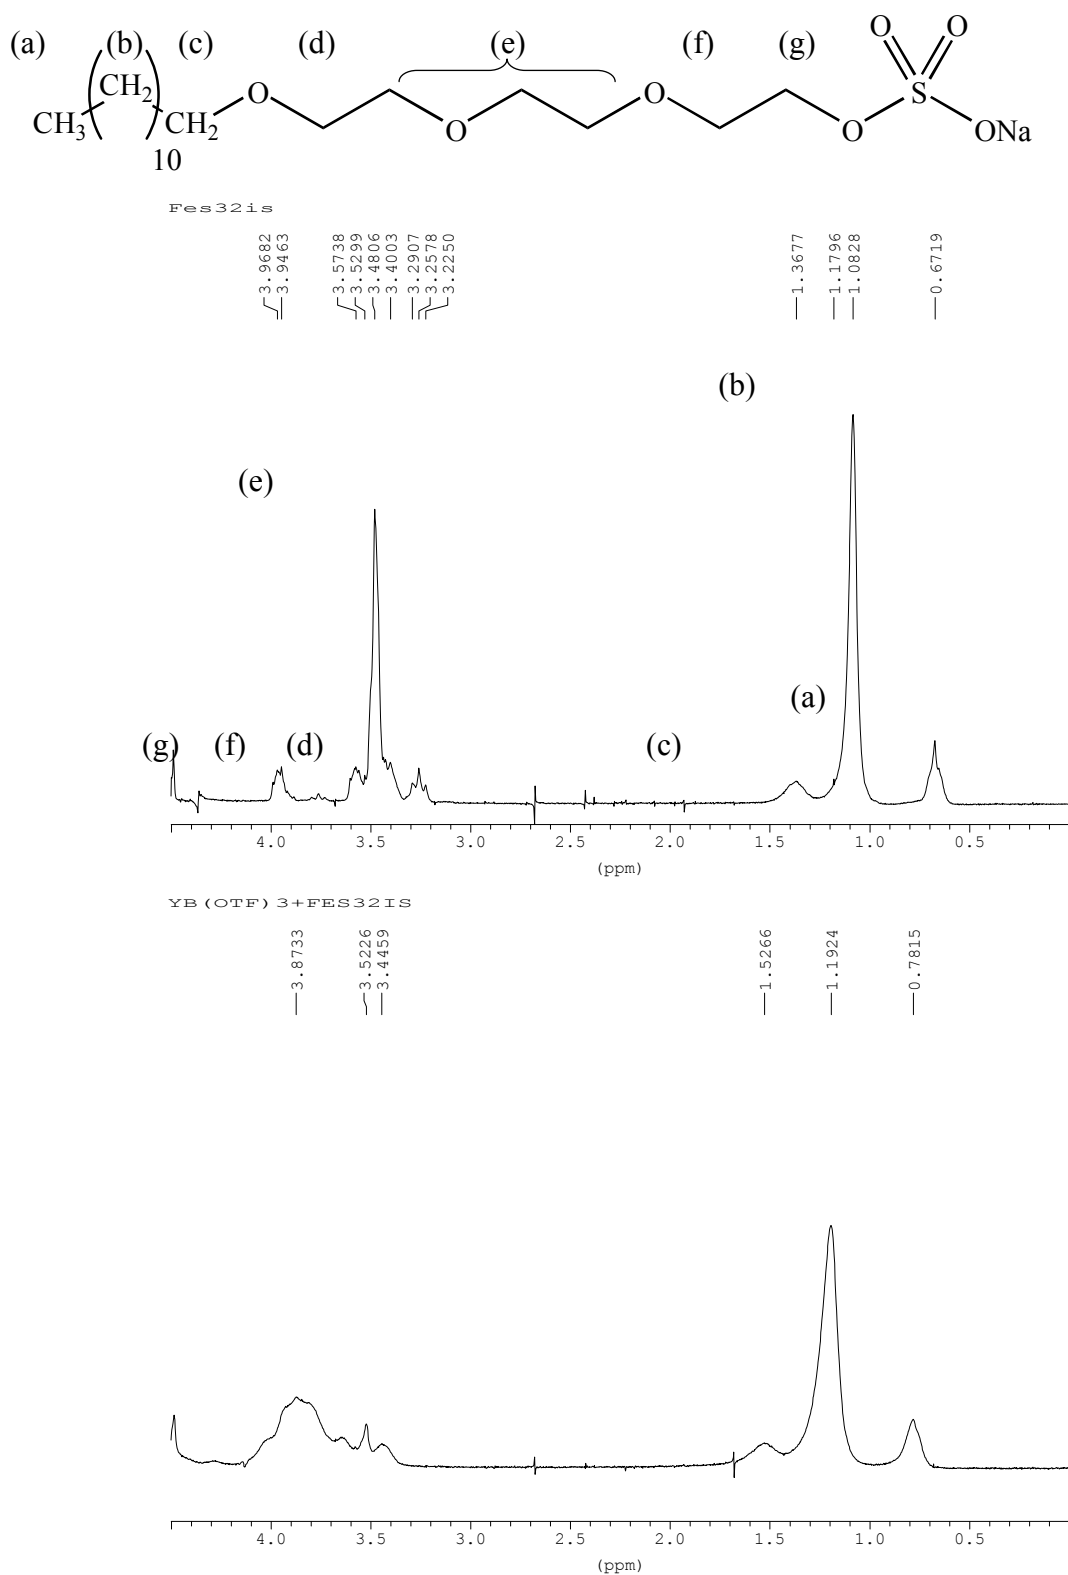 (a) (b) (c) (d) (e) (f) (g) O O
CH2 O O S
CH3 CH2 O O ONa
10
Fes32is
3.9682
3.9463
3.5738
3.5299
3.4806
3.4003
3.2907
3.2578
3.2250
1.3677
1.1796
1.0828
0.6719
(b)
(e)
(a)
(g) (f) (d) (c)
4.0 3.5 3.0 2.5 2.0 1.5 1.0 0.5
(ppm)
YB(OTF)3+FES32IS
3.8733
3.5226
3.4459
1.5266
1.1924
0.7815
4.0 3.5 3.0 2.5 2.0 1.5 1.0 0.5
(ppm)